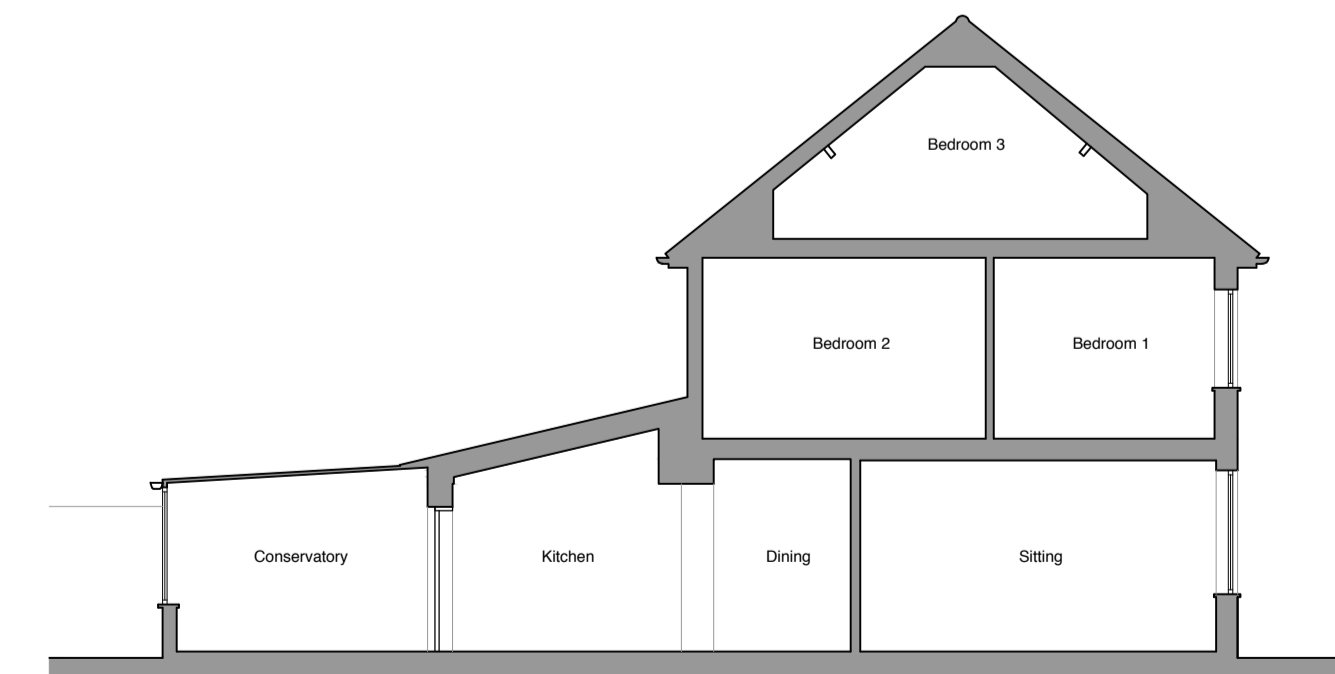 Bedroom 3
Bedroom 2
Bedroom 1
Conservatory
Kitchen
Dining
Sitting